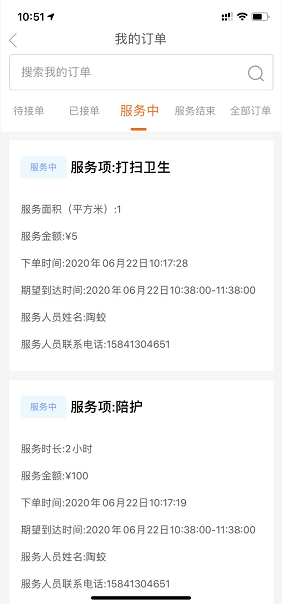 10:51
我的订单
搜索我的订单
待接单 已接单 服务中 服务结束 全部订单
服务中 服务项:打扫卫生
服务面积（平方米）:1
服务金额:¥5
下单时间:2020年06月22日10:17:28
期望到达时间:2020年06月22日10:38:00-11:38:00
服务人员姓名:陶蛟
服务人员联系电话:15841304651
服务中 服务项:陪护
服务时长:2小时
服务金额:¥100
下单时间:2020年06月22日10:17:19
期望到达时间:2020年06月22日10:38:00-11:38:00
服务人员姓名:陶蛟
服务人员联系电话:15841304651